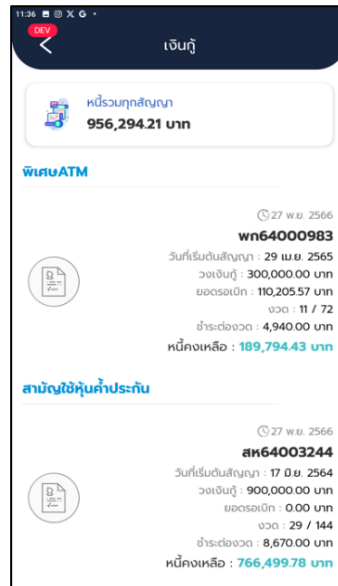 11:36
DEV
เงินกู้
หนี้รวมทุกสัญญา
956,294.21 บาท
พิเศษATM
27 พ.ย. 2566
พก64000983
วันที่เริ่มต้นสัญญา : 29 เม.ย. 2565
วงเงินกู้ : 300,000.00 บาท
ยอดรอเบิก : 110,205.57 บาท
งวด : 11 / 72
ชำระต่องวด : 4,940.00 บาท
หนี้คงเหลือ : 189,794.43 บาท
สามัญใช้หุ้นค้ำประกัน
27 พ.ย. 2566
สห64003244
วันที่เริ่มต้นสัญญา : 17 มิ.ย. 2564
วงเงินกู้ : 900,000.00 บาท
ยอดรอเบิก : 0.00 บาท
งวด : 29 / 144
ชำระต่องวด : 8,670.00 บาท
หนี้คงเหลือ : 766,499.78 บาท